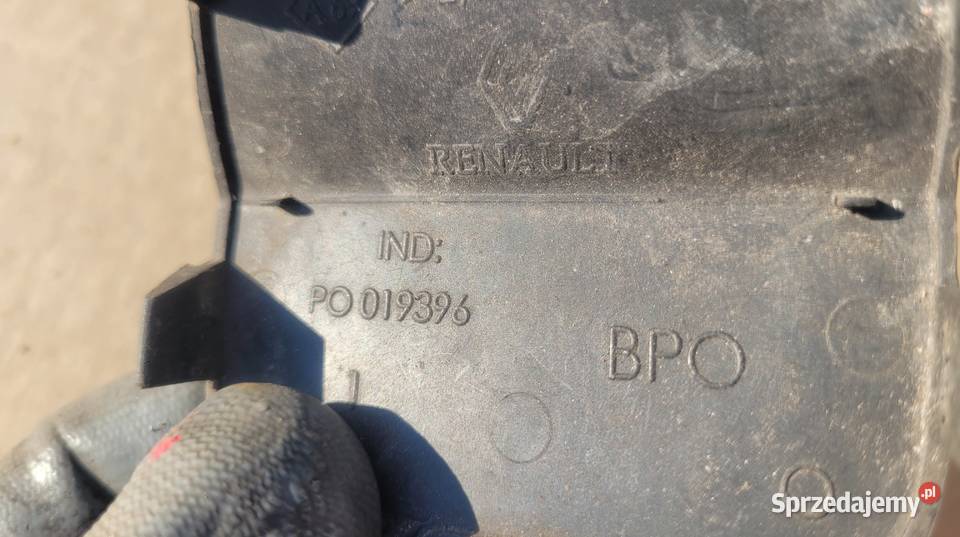 RENAULT
IND:
PO 019396
BPO
Sprzedajemy.pl